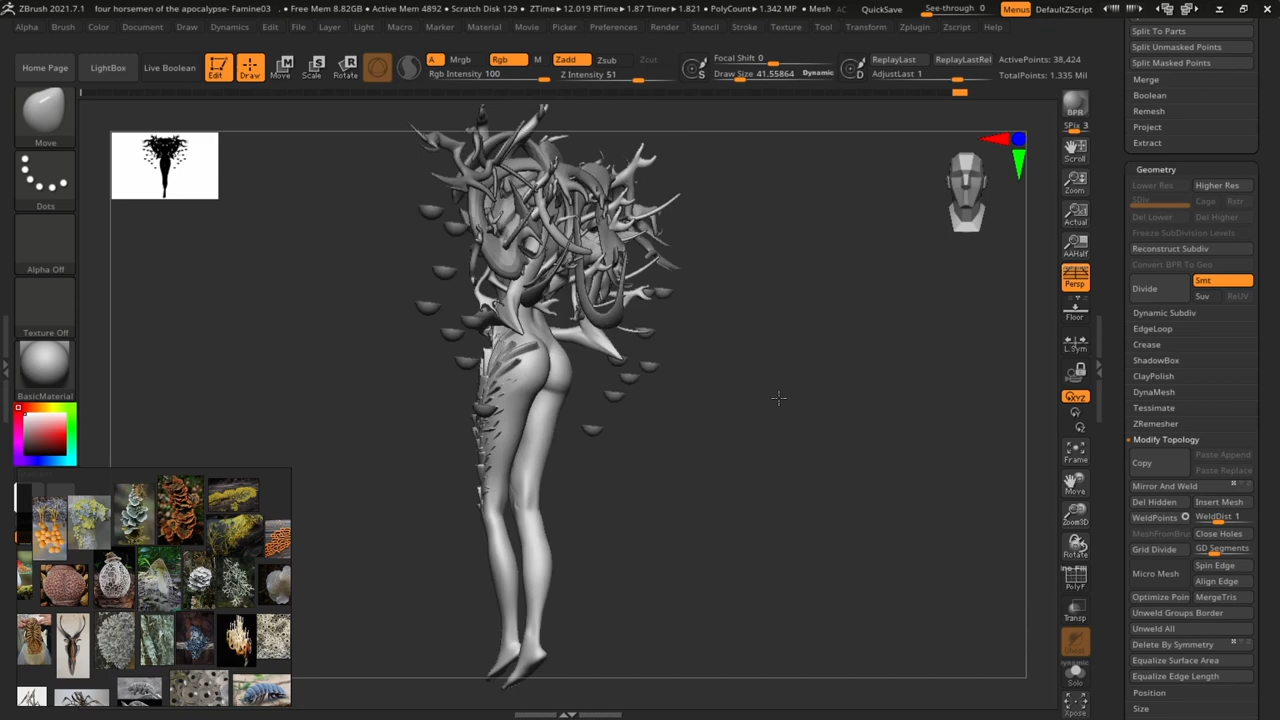 ZBrush 2021.7.1 four horsemen of the apocalypse- Famine03 • Free Mem 8.82GB • Active Mem 4892 • Scratch Disk 129 • ZTime▸12.019 RTime▸1.87 Timer▸1.821 • PolyCount▸1.342 MP • Mesh AC QuickSave See-through 0 Menus DefaultZScript
Alpha Brush Color Document Draw Dynamics Edit File Layer Light Macro Marker Material Movie Picker Preferences Render Stencil Stroke Texture Tool Transform Zplugin Zscript Help
Home Page LightBox Live Boolean Edit Draw Move Scale Rotate
A Mrgb Rgb M Zadd Zsub Zcut
Rgb Intensity 100 Z Intensity 51
Focal Shift 0
Draw Size 41.55864 Dynamic
S D
ReplayLast ReplayLastRel
AdjustLast 1
ActivePoints: 38,424
TotalPoints: 1.335 Mil
Move
Dots
Alpha Off
Texture Off
BasicMaterial
BPR
SPix 3
Scroll
Zoom
Actual
AAHalf
Persp
Floor
L.Sym
XYZ
Y
Z
Frame
Move
Zoom3D
Rotate
PolyF
Transp
Ghost
Dynamic
Solo
Xpose
Split To Parts
Split Unmasked Points
Split Masked Points
Merge
Boolean
Remesh
Project
Extract
Geometry
Lower Res Higher Res
SDiv Cage Rstr
Del Lower Del Higher
Freeze SubDivision Levels
Reconstruct Subdiv
Convert BPR To Geo
Divide Smt
Suv ReUV
Dynamic Subdiv
EdgeLoop
Crease
ShadowBox
ClayPolish
DynaMesh
Tessimate
ZRemesher
Modify Topology
Copy Paste Append
Paste Replace
Mirror And Weld
Del Hidden Insert Mesh
WeldPoints WeldDist 1
MeshFromBrus Close Holes
Grid Divide GD Segments
Micro Mesh Spin Edge
Align Edge
Optimize Poin MergeTris
Unweld Groups Border
Unweld All
Delete By Symmetry
Equalize Surface Area
Equalize Edge Length
Position
Size